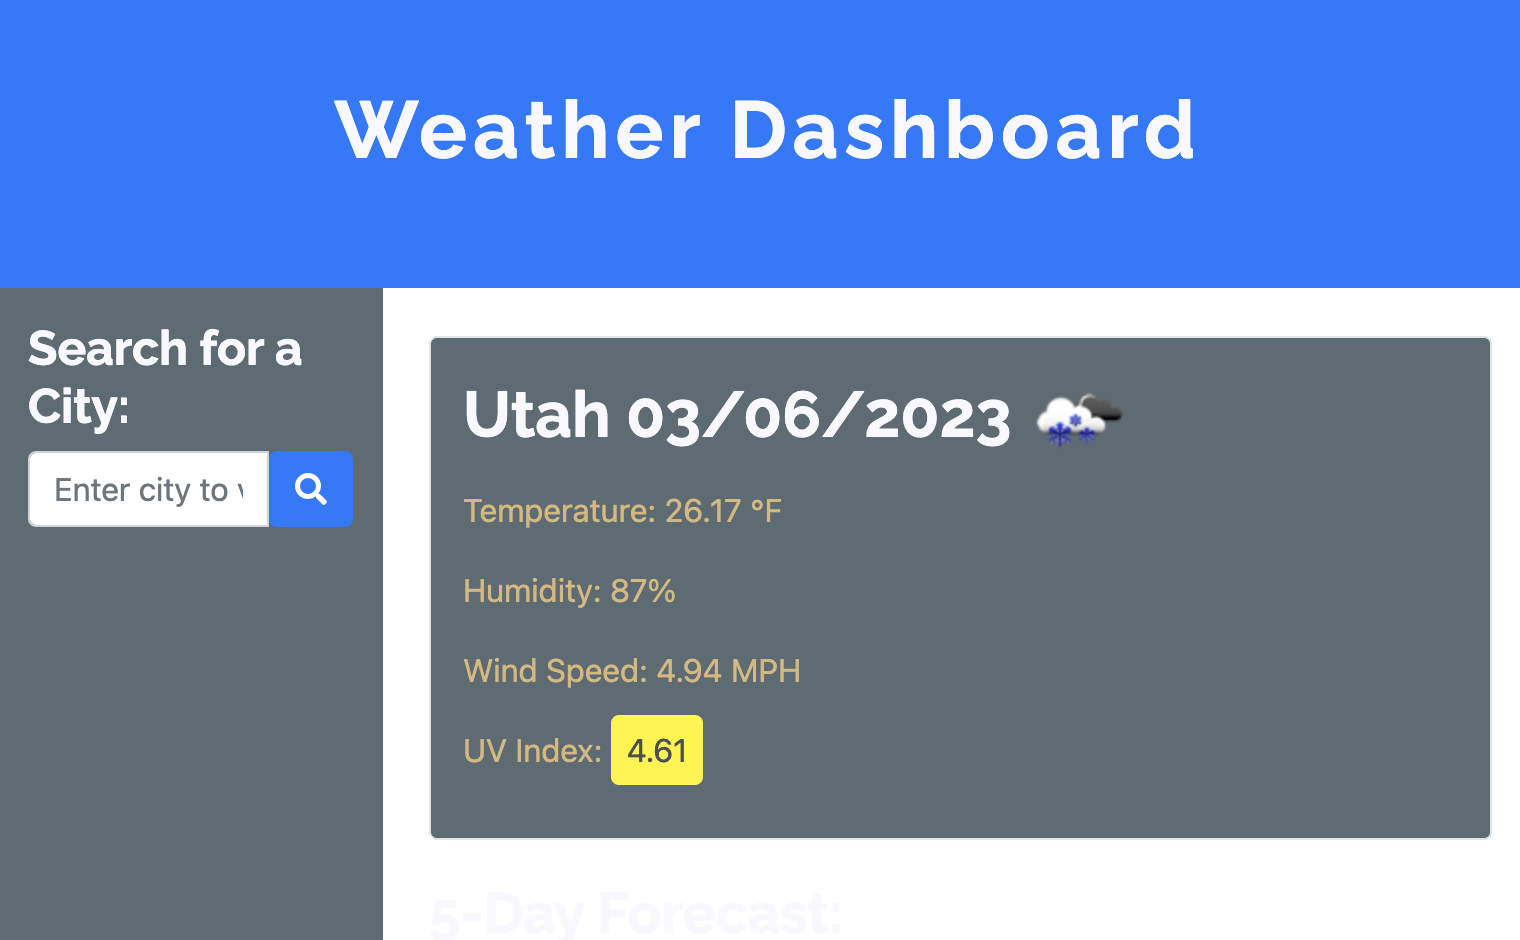 Weather Dashboard
Search for a
City:
Enter city to
Utah 03/06/2023
Temperature: 26.17 °F
Humidity: 87%
Wind Speed: 4.94 MPH
UV Index: 4.61
5-Day Forecast: